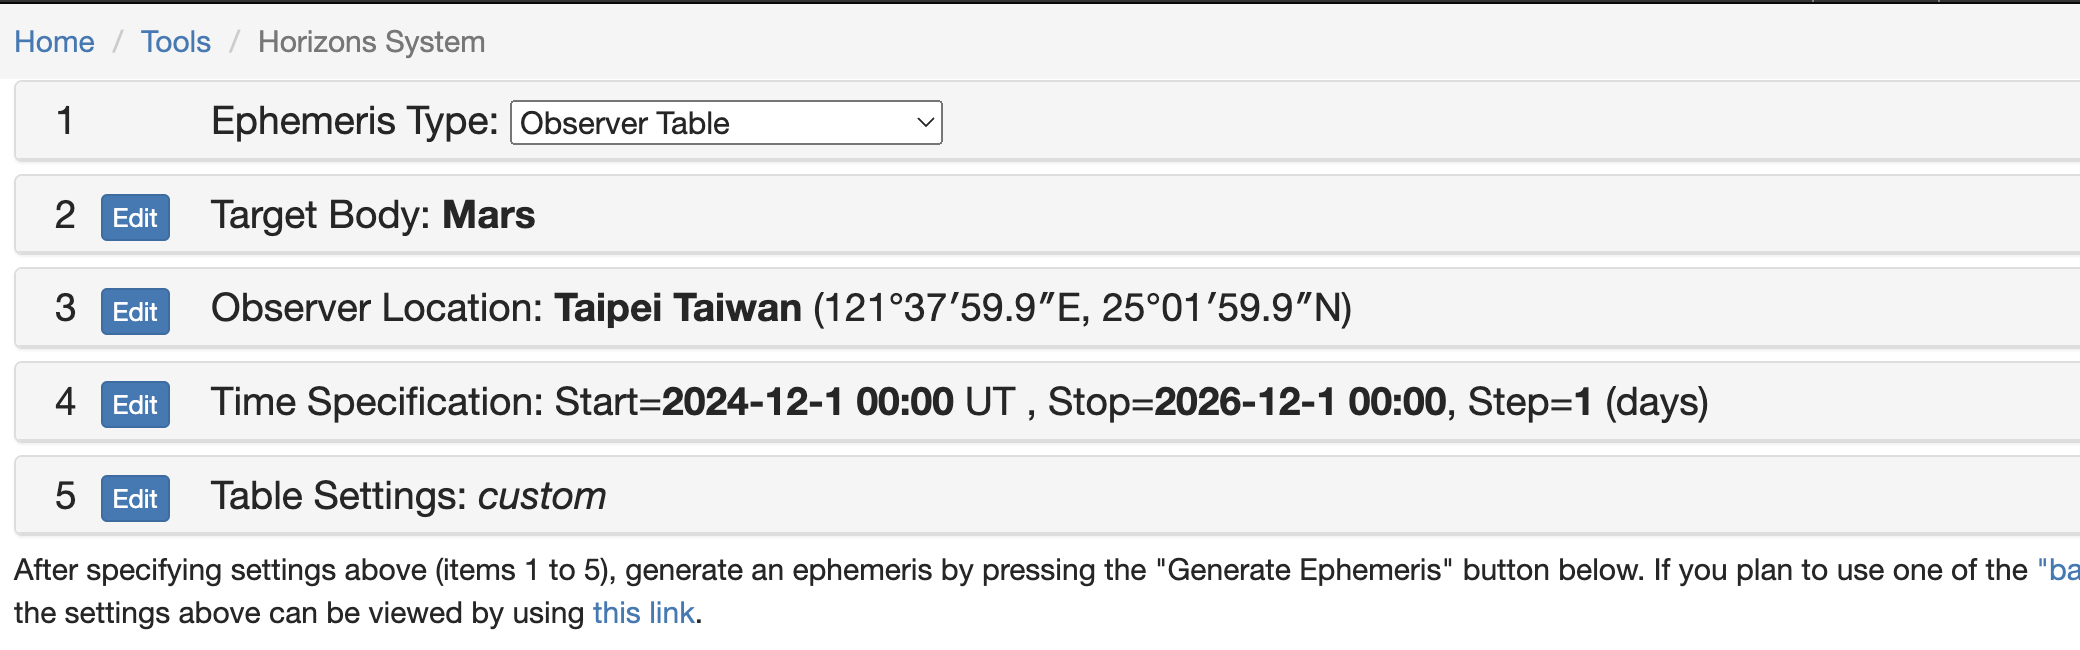 Home / Tools / Horizons System
1 Ephemeris Type: Observer Table
2 Edit Target Body: Mars
3 Edit Observer Location: Taipei Taiwan (121°37′59.9″E, 25°01′59.9″N)
4 Edit Time Specification: Start=2024-12-1 00:00 UT , Stop=2026-12-1 00:00, Step=1 (days)
5 Edit Table Settings: custom
After specifying settings above (items 1 to 5), generate an ephemeris by pressing the "Generate Ephemeris" button below. If you plan to use one of the "ba
the settings above can be viewed by using this link.